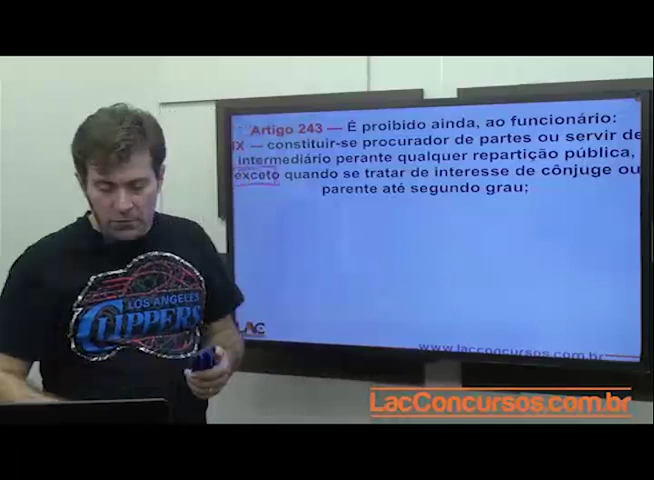 Artigo 243 — É proibido ainda, ao funcionário:
IX — constituir-se procurador de partes ou servir de
intermediário perante qualquer repartição pública,
exceto quando se tratar de interesse de cônjuge ou
parente até segundo grau;
LOS ANGELES
CLIPPERS
LAC
www.lacconcursos.com.br
LacConcursos.com.br